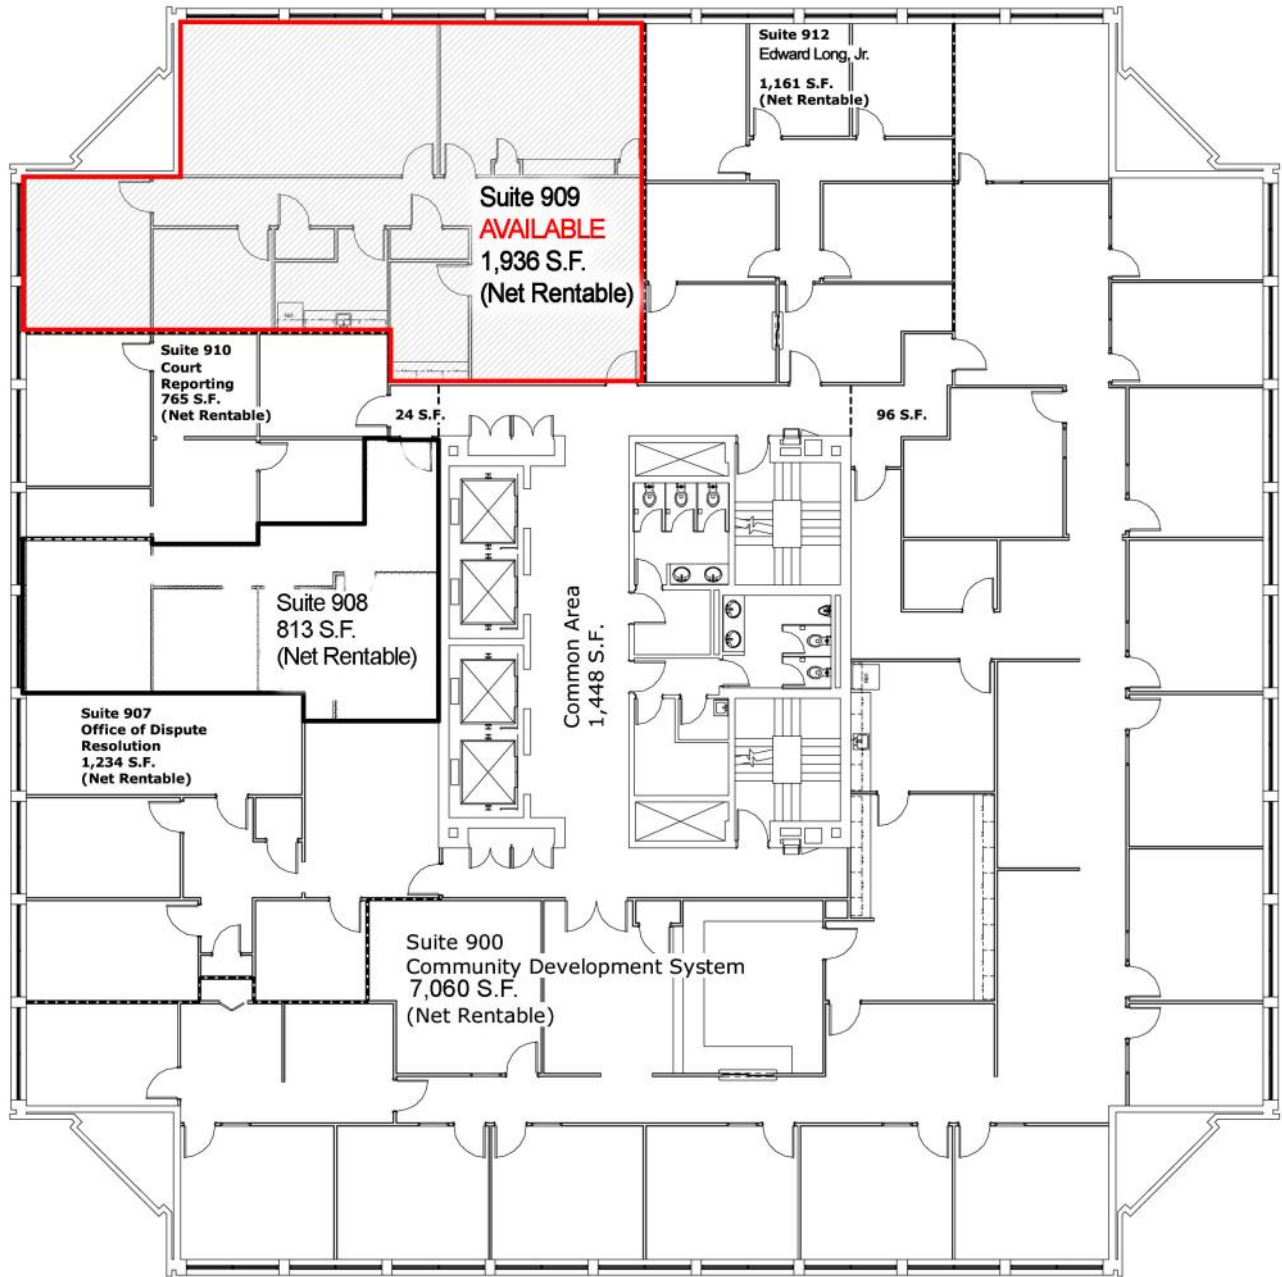 Suite 912
Edward Long, Jr.
1,161 S.F.
(Net Rentable)
Suite 909
AVAILABLE
1,936 S.F.
(Net Rentable)
Suite 910
Court
Reporting
765 S.F.
(Net Rentable)
24 S.F.
96 S.F.
Suite 908
813 S.F.
(Net Rentable)
Common Area
1,448 S.F.
Suite 907
Office of Dispute
Resolution
1,234 S.F.
(Net Rentable)
Suite 900
Community Development System
7,060 S.F.
(Net Rentable)